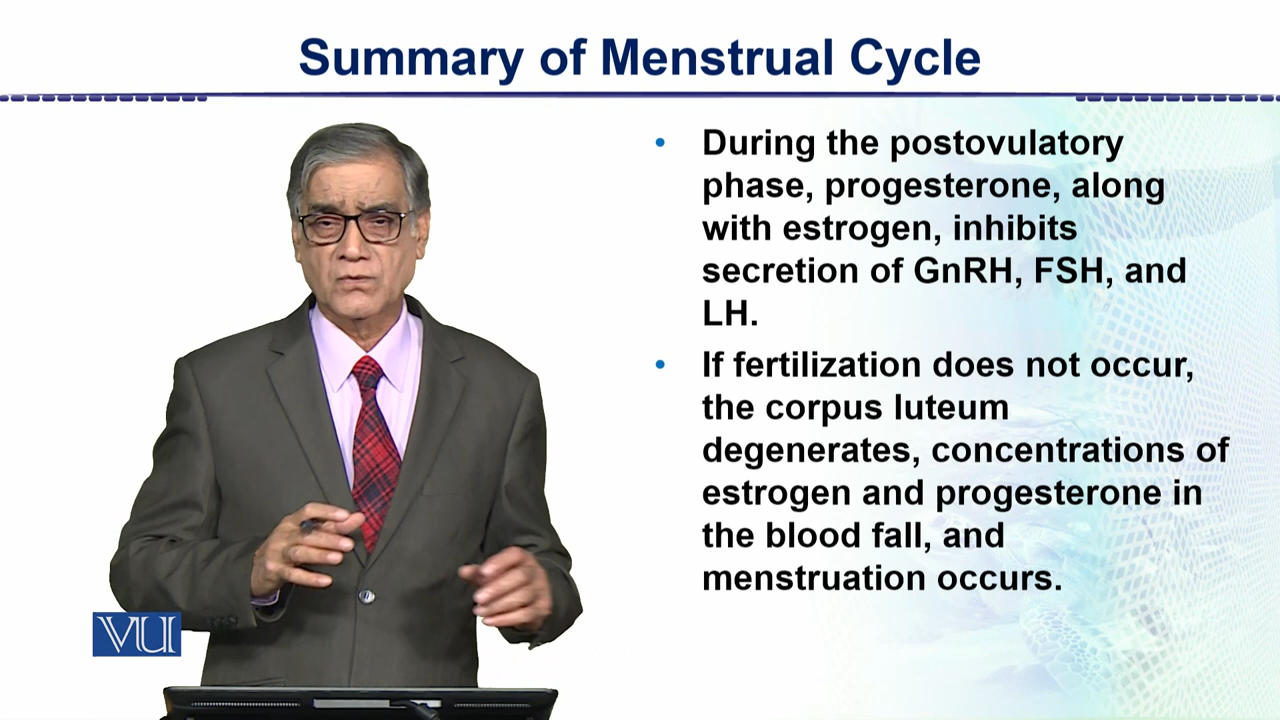 Summary of Menstrual Cycle
• During the postovulatory
phase, progesterone, along
with estrogen, inhibits
secretion of GnRH, FSH, and
LH.
• If fertilization does not occur,
the corpus luteum
degenerates, concentrations of
estrogen and progesterone in
the blood fall, and
menstruation occurs.
VU